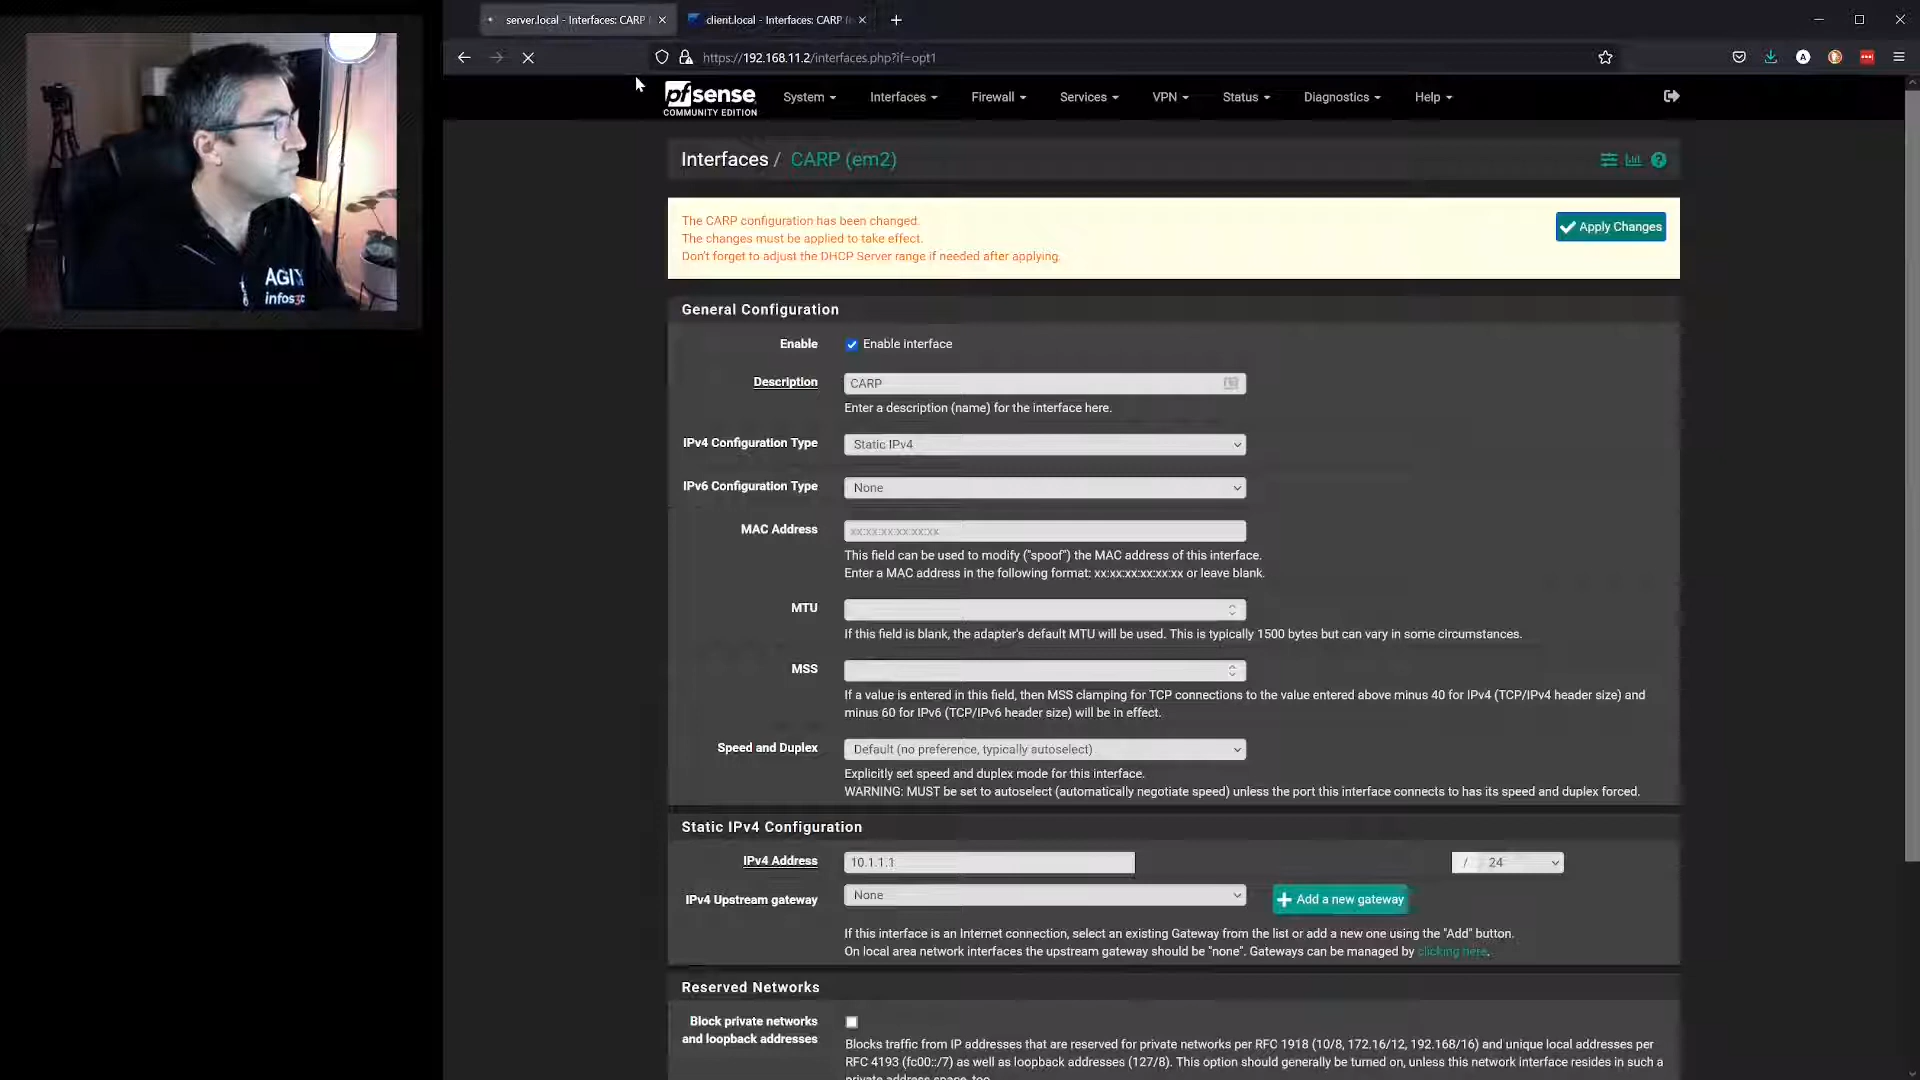 server.local - Interfaces: CARP (
client.local - Interfaces: CARP (e
https://192.168.11.2/interfaces.php?if=opt1
pfsense
COMMUNITY EDITION
System
Interfaces
Firewall
Services
VPN
Status
Diagnostics
Help
Interfaces / CARP (em2)
The CARP configuration has been changed.
The changes must be applied to take effect.
Don't forget to adjust the DHCP Server range if needed after applying.
Apply Changes
AGIX
infos3c
General Configuration
Enable
Enable interface
Description
CARP
Enter a description (name) for the interface here.
IPv4 Configuration Type
Static IPv4
IPv6 Configuration Type
None
MAC Address
xx:xx:xx:xx:xx:xx
This field can be used to modify ("spoof") the MAC address of this interface.
Enter a MAC address in the following format: xx:xx:xx:xx:xx:xx or leave blank.
MTU
If this field is blank, the adapter's default MTU will be used. This is typically 1500 bytes but can vary in some circumstances.
MSS
If a value is entered in this field, then MSS clamping for TCP connections to the value entered above minus 40 for IPv4 (TCP/IPv4 header size) and
minus 60 for IPv6 (TCP/IPv6 header size) will be in effect.
Speed and Duplex
Default (no preference, typically autoselect)
Explicitly set speed and duplex mode for this interface.
WARNING: MUST be set to autoselect (automatically negotiate speed) unless the port this interface connects to has its speed and duplex forced.
Static IPv4 Configuration
IPv4 Address
10.1.1.1
/ 24
IPv4 Upstream gateway
None
Add a new gateway
If this interface is an Internet connection, select an existing Gateway from the list or add a new one using the "Add" button.
On local area network interfaces the upstream gateway should be "none". Gateways can be managed by clicking here.
Reserved Networks
Block private networks
and loopback addresses
Blocks traffic from IP addresses that are reserved for private networks per RFC 1918 (10/8, 172.16/12, 192.168/16) and unique local addresses per
RFC 4193 (fc00::/7) as well as loopback addresses (127/8). This option should generally be turned on, unless this network interface resides in such a
private address space, too.